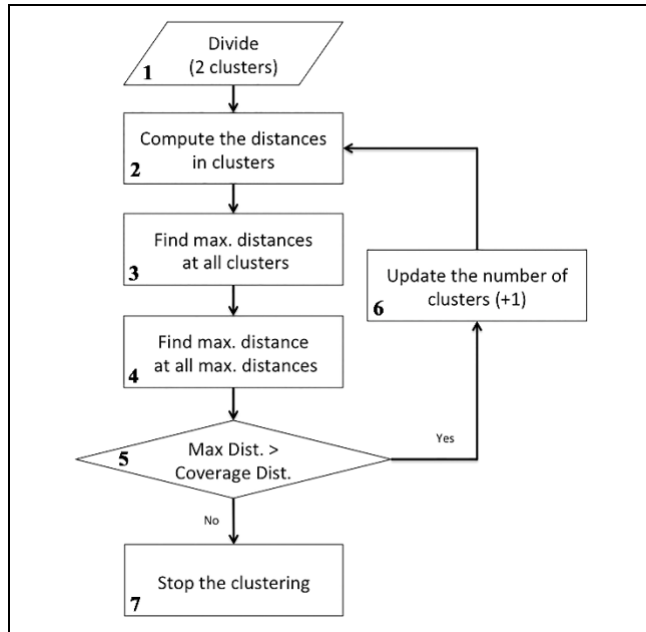 Divide
(2 clusters)
1
Compute the distances
in clusters
2
Find max. distances
at all clusters
3
Update the number of
clusters (+1)
6
Find max. distance
at all max. distances
4
Max Dist. >
Coverage Dist.
5
Yes
No
Stop the clustering
7